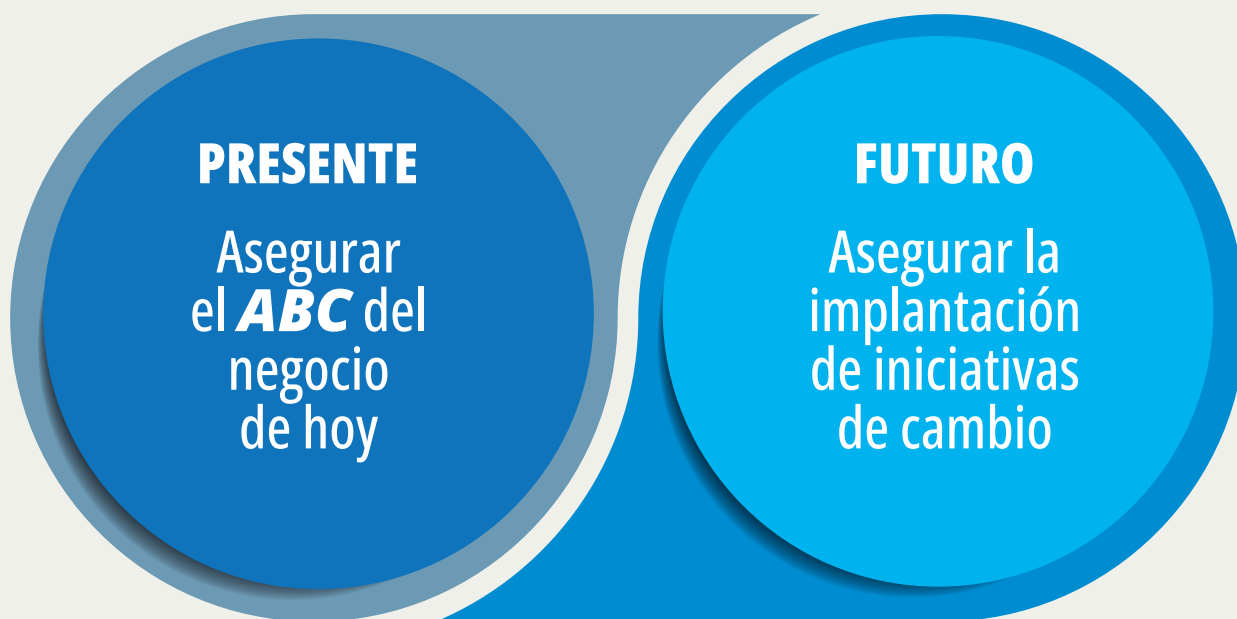 PRESENTE
Asegurar
el ABC del
negocio
de hoy
FUTURO
Asegurar la
implantación
de iniciativas
de cambio